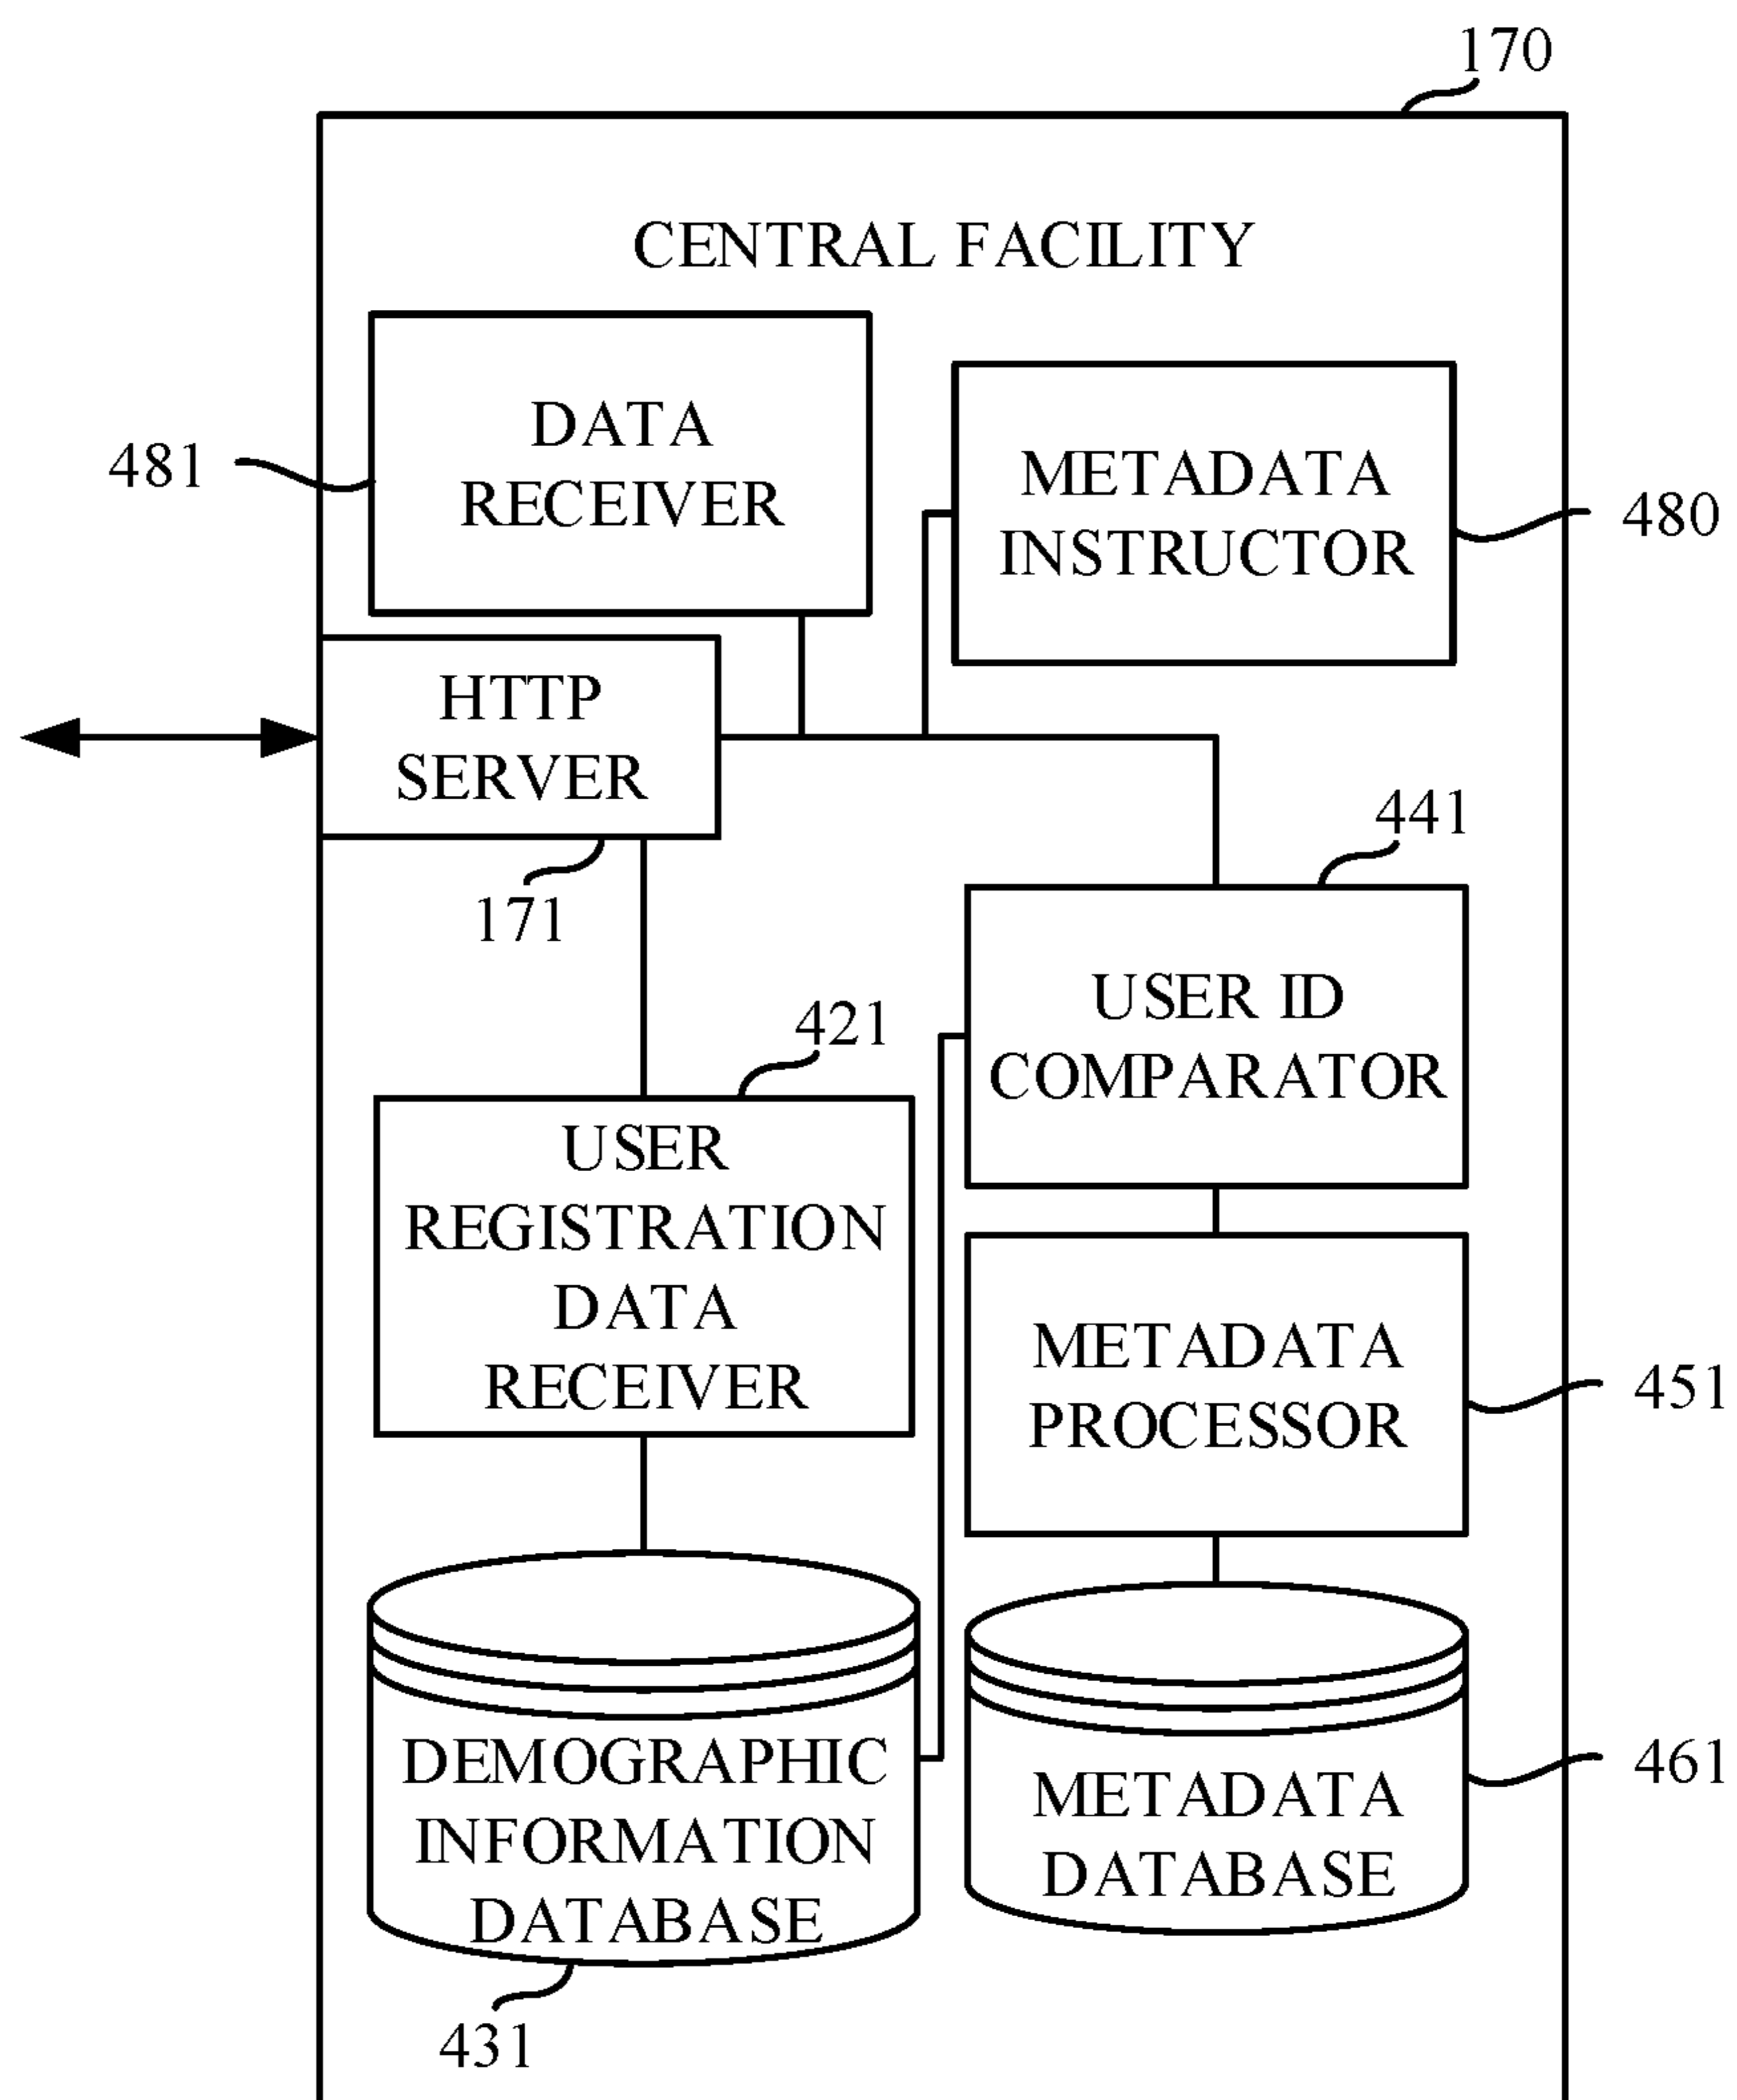 170
CENTRAL FACILITY
DATA
RECEIVER
481
METADATA
INSTRUCTOR
480
HTTP
SERVER
171
441
USER ID
COMPARATOR
421
USER
REGISTRATION
DATA
RECEIVER
METADATA
PROCESSOR
451
DEMOGRAPHIC
INFORMATION
DATABASE
431
METADATA
DATABASE
461